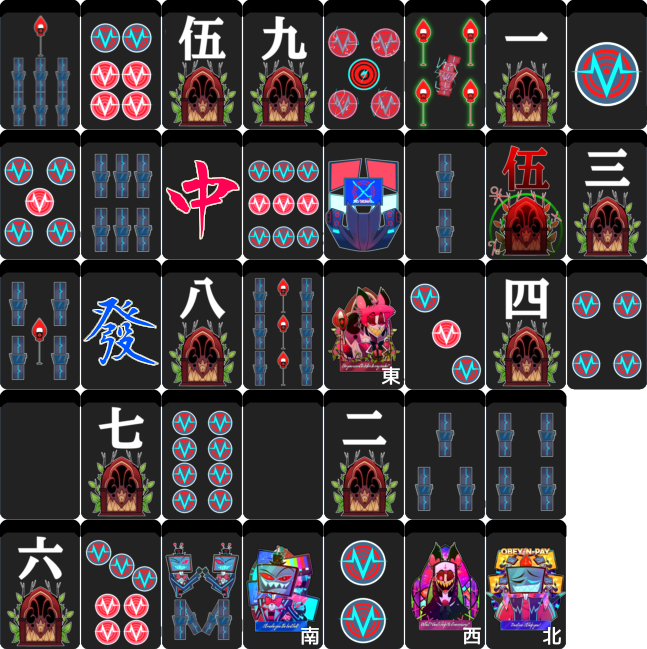 伍 九 一
中 伍 三
發 八 東 四
七 二
OBEY-N-PAY
六 南 西 北